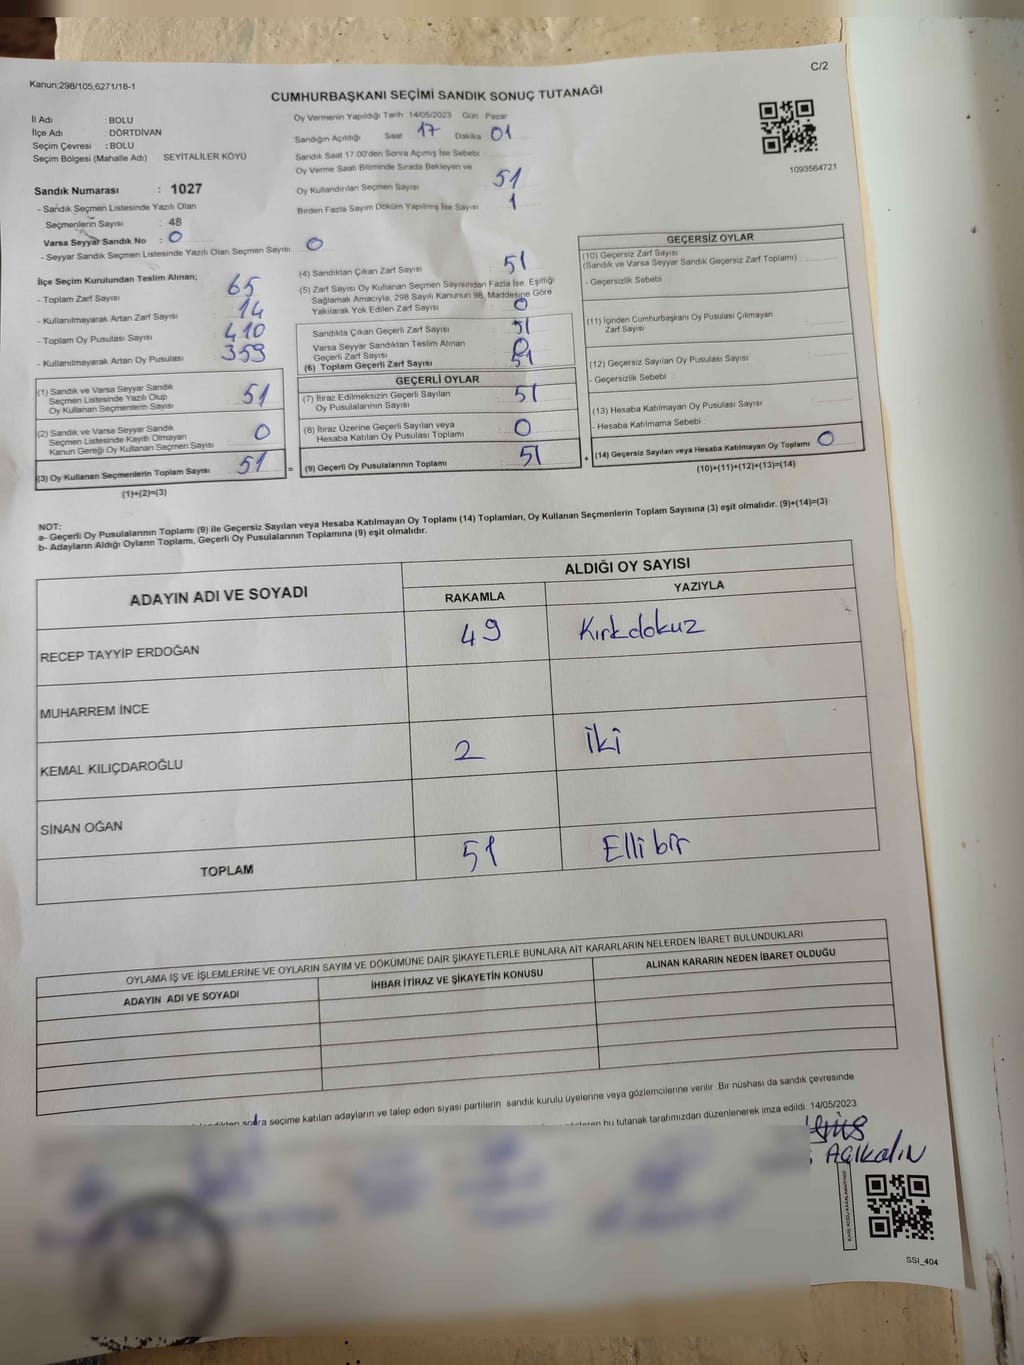 C/2
Kanun;298/105;6271/18-1
CUMHURBAŞKANI SEÇİMİ SANDIK SONUÇ TUTANAĞI
İl Adı : BOLU
İlçe Adı : DÖRTDİVAN
Seçim Çevresi : BOLU
Seçim Bölgesi (Mahalle Adı) SEYİTALİLER KÖYÜ
Sandık Numarası : 1027
- Sandık Seçmen Listesinde Yazılı Olan
Seçmenlerin Sayısı : 48
Varsa Seyyar Sandık No : 0
- Seyyar Sandık Seçmen Listesinde Yazılı Olan Seçmen Sayısı : 0
Oy Vermenin Yapıldığı Tarih 14/05/2023 Gün Pazar
Sandığın Açıldığı Saat 17 Dakika 01
Sandık Saat 17:00'den Sonra Açımış İse Sebebi
Oy Verme Saati Bitiminde Sırada Bekleyen ve
Oy Kullandırılan Seçmen Sayısı 51
Birden Fazla Sayım Döküm Yapılmış İse Sayısı 1
1093564721
İlçe Seçim Kurulundan Teslim Alınan;
- Toplam Zarf Sayısı 65
- Kullanılmayarak Artan Zarf Sayısı 14
- Toplam Oy Pusulası Sayısı 410
- Kullanılmayarak Artan Oy Pusulası 359
(1) Sandık ve Varsa Seyyar Sandık
Seçmen Listesinde Yazılı Olup
Oy Kullanan Seçmenlerin Sayısı 51
(2) Sandık ve Varsa Seyyar Sandık
Seçmen Listesinde Kayıtlı Olmayan
Kanun Gereği Oy Kullanan Seçmen Sayısı 0
(3) Oy Kullanan Seçmenlerin Toplam Sayısı 51 =
(1)+(2)=(3)
(4) Sandıktan Çıkan Zarf Sayısı 51
(5) Zarf Sayısı Oy Kullanan Seçmen Sayısından Fazla İse, Eşitliği
Sağlamak Amacıyla, 298 Sayılı Kanunun 98. Maddesine Göre
Yakılarak Yok Edilen Zarf Sayısı 0
Sandıkta Çıkan Geçerli Zarf Sayısı 51
Varsa Seyyar Sandıktan Teslim Alınan
Geçerli Zarf Sayısı 0
(6) Toplam Geçerli Zarf Sayısı 51
GEÇERLİ OYLAR
(7) İtiraz Edilmeksizin Geçerli Sayılan
Oy Pusulalarının Sayısı 51
(8) İtiraz Üzerine Geçerli Sayılan veya
Hesaba Katılan Oy Pusulası Toplamı 0
(9) Geçerli Oy Pusulalarının Toplamı 51 +
GEÇERSİZ OYLAR
(10) Geçersiz Zarf Sayısı
(Sandık ve Varsa Seyyar Sandık Geçersiz Zarf Toplamı)
- Geçersizlik Sebebi
(11) İçinden Cumhurbaşkanı Oy Pusulası Çıkmayan
Zarf Sayısı
(12) Geçersiz Sayılan Oy Pusulası Sayısı
- Geçersizlik Sebebi
(13) Hesaba Katılmayan Oy Pusulası Sayısı
- Hesaba Katılmama Sebebi
(14) Geçersiz Sayılan veya Hesaba Katılmayan Oy Toplamı 0
(10)+(11)+(12)+(13)=(14)
NOT:
a- Geçerli Oy Pusulalarının Toplamı (9) ile Geçersiz Sayılan veya Hesaba Katılmayan Oy Toplamı (14) Toplamları, Oy Kullanan Seçmenlerin Toplam Sayısına (3) eşit olmalıdır. (9)+(14)=(3)
b- Adayların Aldığı Oyların Toplamı, Geçerli Oy Pusulalarının Toplamına (9) eşit olmalıdır.
ADAYIN ADI VE SOYADI ALDIĞI OY SAYISI
RAKAMLA YAZIYLA
RECEP TAYYİP ERDOĞAN 49 Kırkdokuz
MUHARREM İNCE
KEMAL KILIÇDAROĞLU 2 İki
SİNAN OĞAN
TOPLAM 51 Elli bir
OYLAMA İŞ VE İŞLEMLERİNE VE OYLARIN SAYIM VE DÖKÜMÜNE DAİR ŞİKAYETLERLE BUNLARA AİT KARARLARIN NELERDEN İBARET BULUNDUKLARI
ADAYIN ADI VE SOYADI İHBAR İTİRAZ VE ŞİKAYETİN KONUSU ALINAN KARARIN NEDEN İBARET OLDUĞU
sonra seçime katılan adayların ve talep eden siyasi partilerin sandık kurulu üyelerine veya gözlemcilerine verilir. Bir nüshası da sandık çevresinde
bu tutanak tarafımızdan düzenlenerek imza edildi. 14/05/2023
Açıkalın
SSI_404